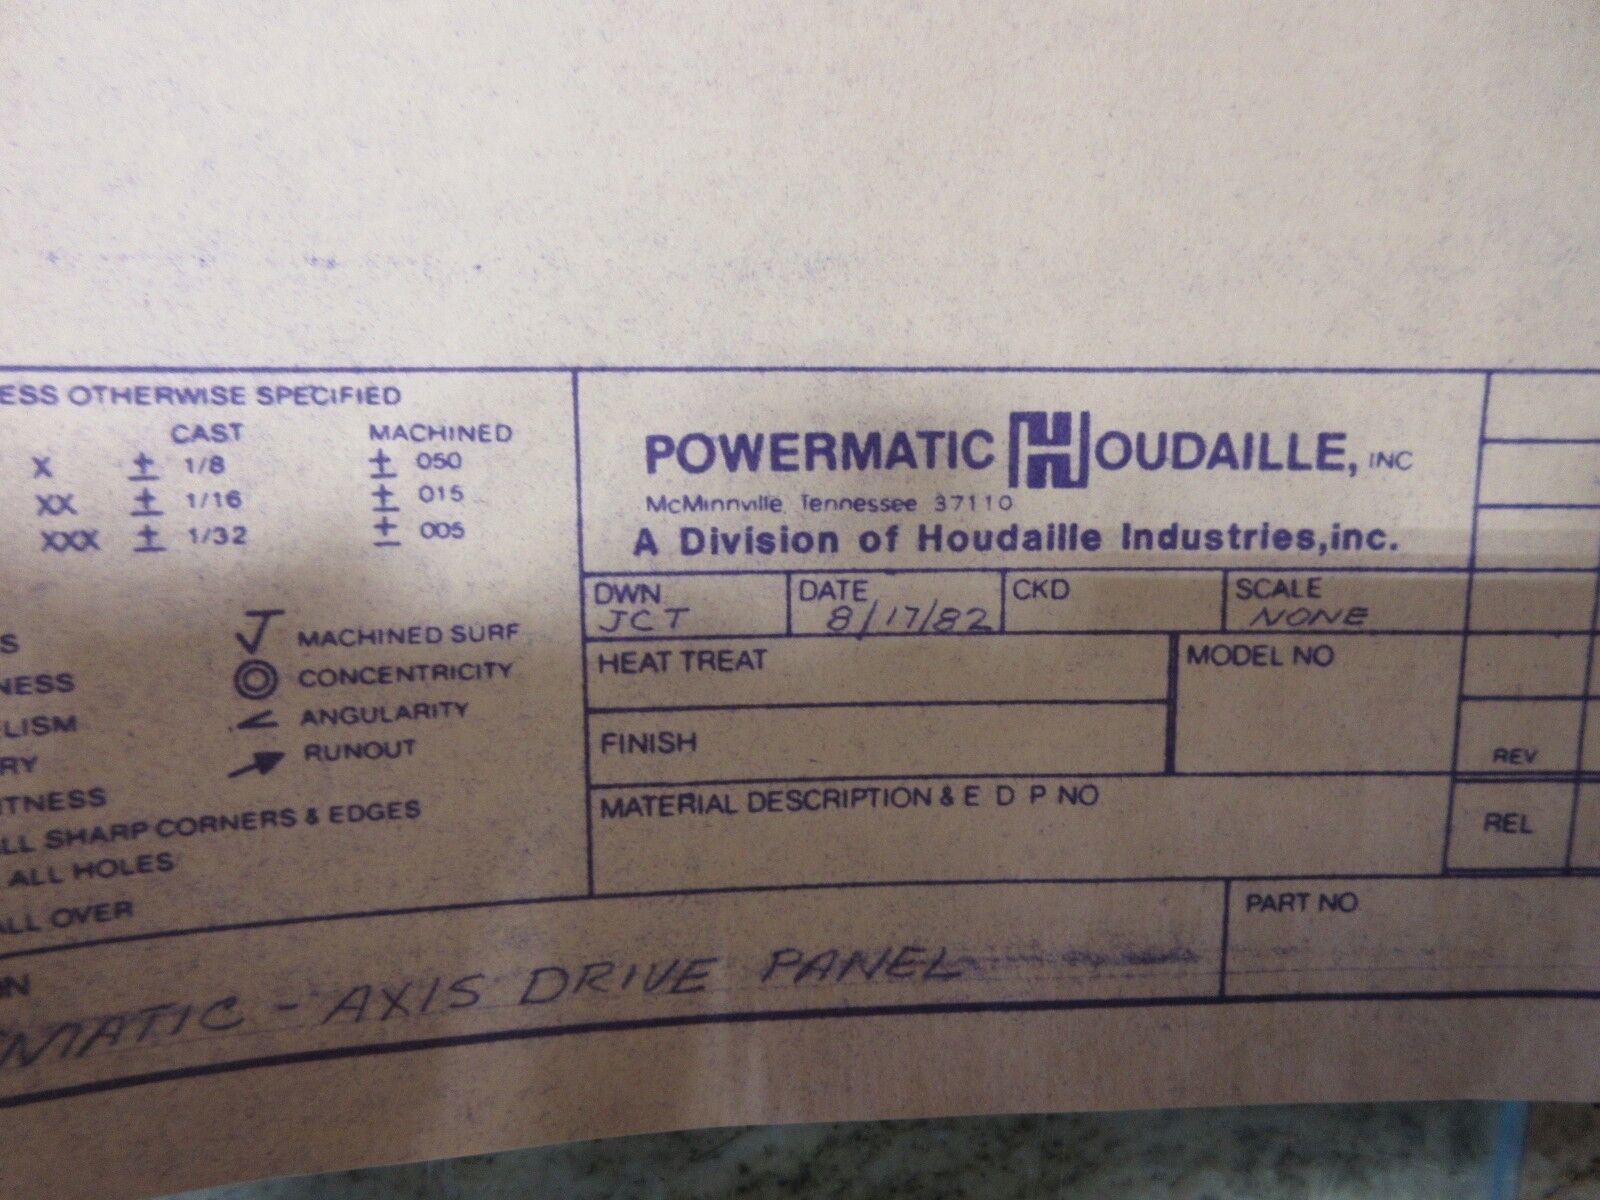 ESS OTHERWISE SPECIFIED
CAST MACHINED
X ± 1/8 ± 050
XX ± 1/16 ± 015
XXX ± 1/32 ± 005
S
MACHINED SURF
NESS
CONCENTRICITY
LISM
ANGULARITY
RY
RUNOUT
TNESS
LL SHARP CORNERS & EDGES
ALL HOLES
ALL OVER
POWERMATIC HOUDAILLE, INC
McMinnville, Tennessee 37110
A Division of Houdaille Industries,inc.
DWN
JCT
DATE
8/17/82
CKD
SCALE
NONE
HEAT TREAT
MODEL NO
FINISH
REV
MATERIAL DESCRIPTION & E D P NO
REL
PART NO
MATIC - AXIS DRIVE PANEL